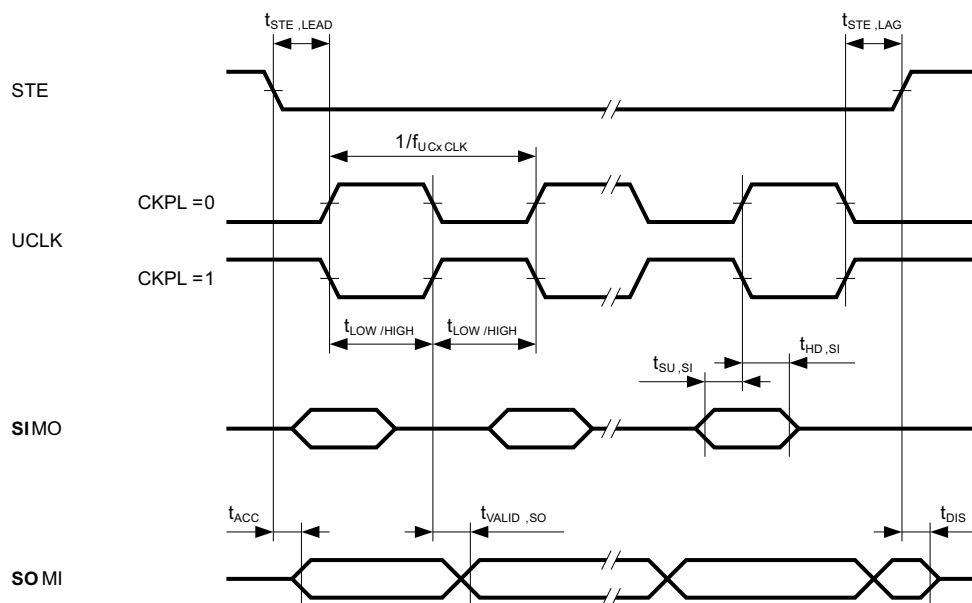 tSTE,LEAD
tSTE,LAG
STE
1/fUCxCLK
CKPL=0
UCLK
CKPL=1
tLOW/HIGH
tLOW/HIGH
tSU,SI
tHD,SI
SIMO
tACC
tVALID,SO
tDIS
SOMI